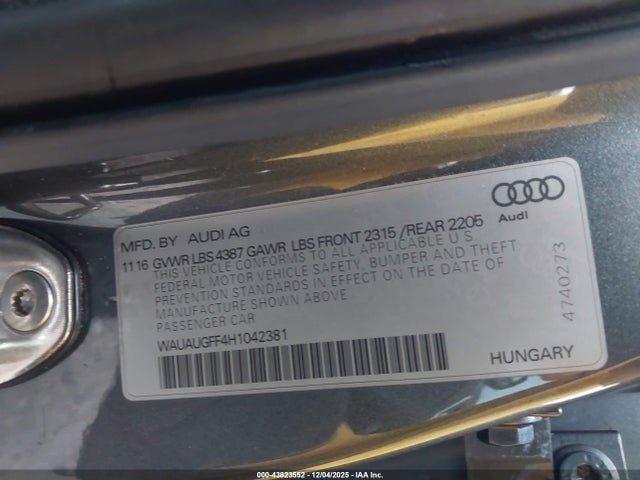 MFD. BY AUDI AG
11 16 GVWR LBS 4387 GAWR LBS FRONT 2315 /REAR 2205
THIS VEHICLE CONFORMS TO ALL APPLICABLE U S
FEDERAL MOTOR VEHICLE SAFETY, BUMPER AND THEFT
PREVENTION STANDARDS IN EFFECT ON THE DATE OF
MANUFACTURE SHOWN ABOVE
PASSENGER CAR
WAUAUGFF4H1042381
Audi
4740273
HUNGARY
000-43823552 - 12/04/2025 - IAA Inc.